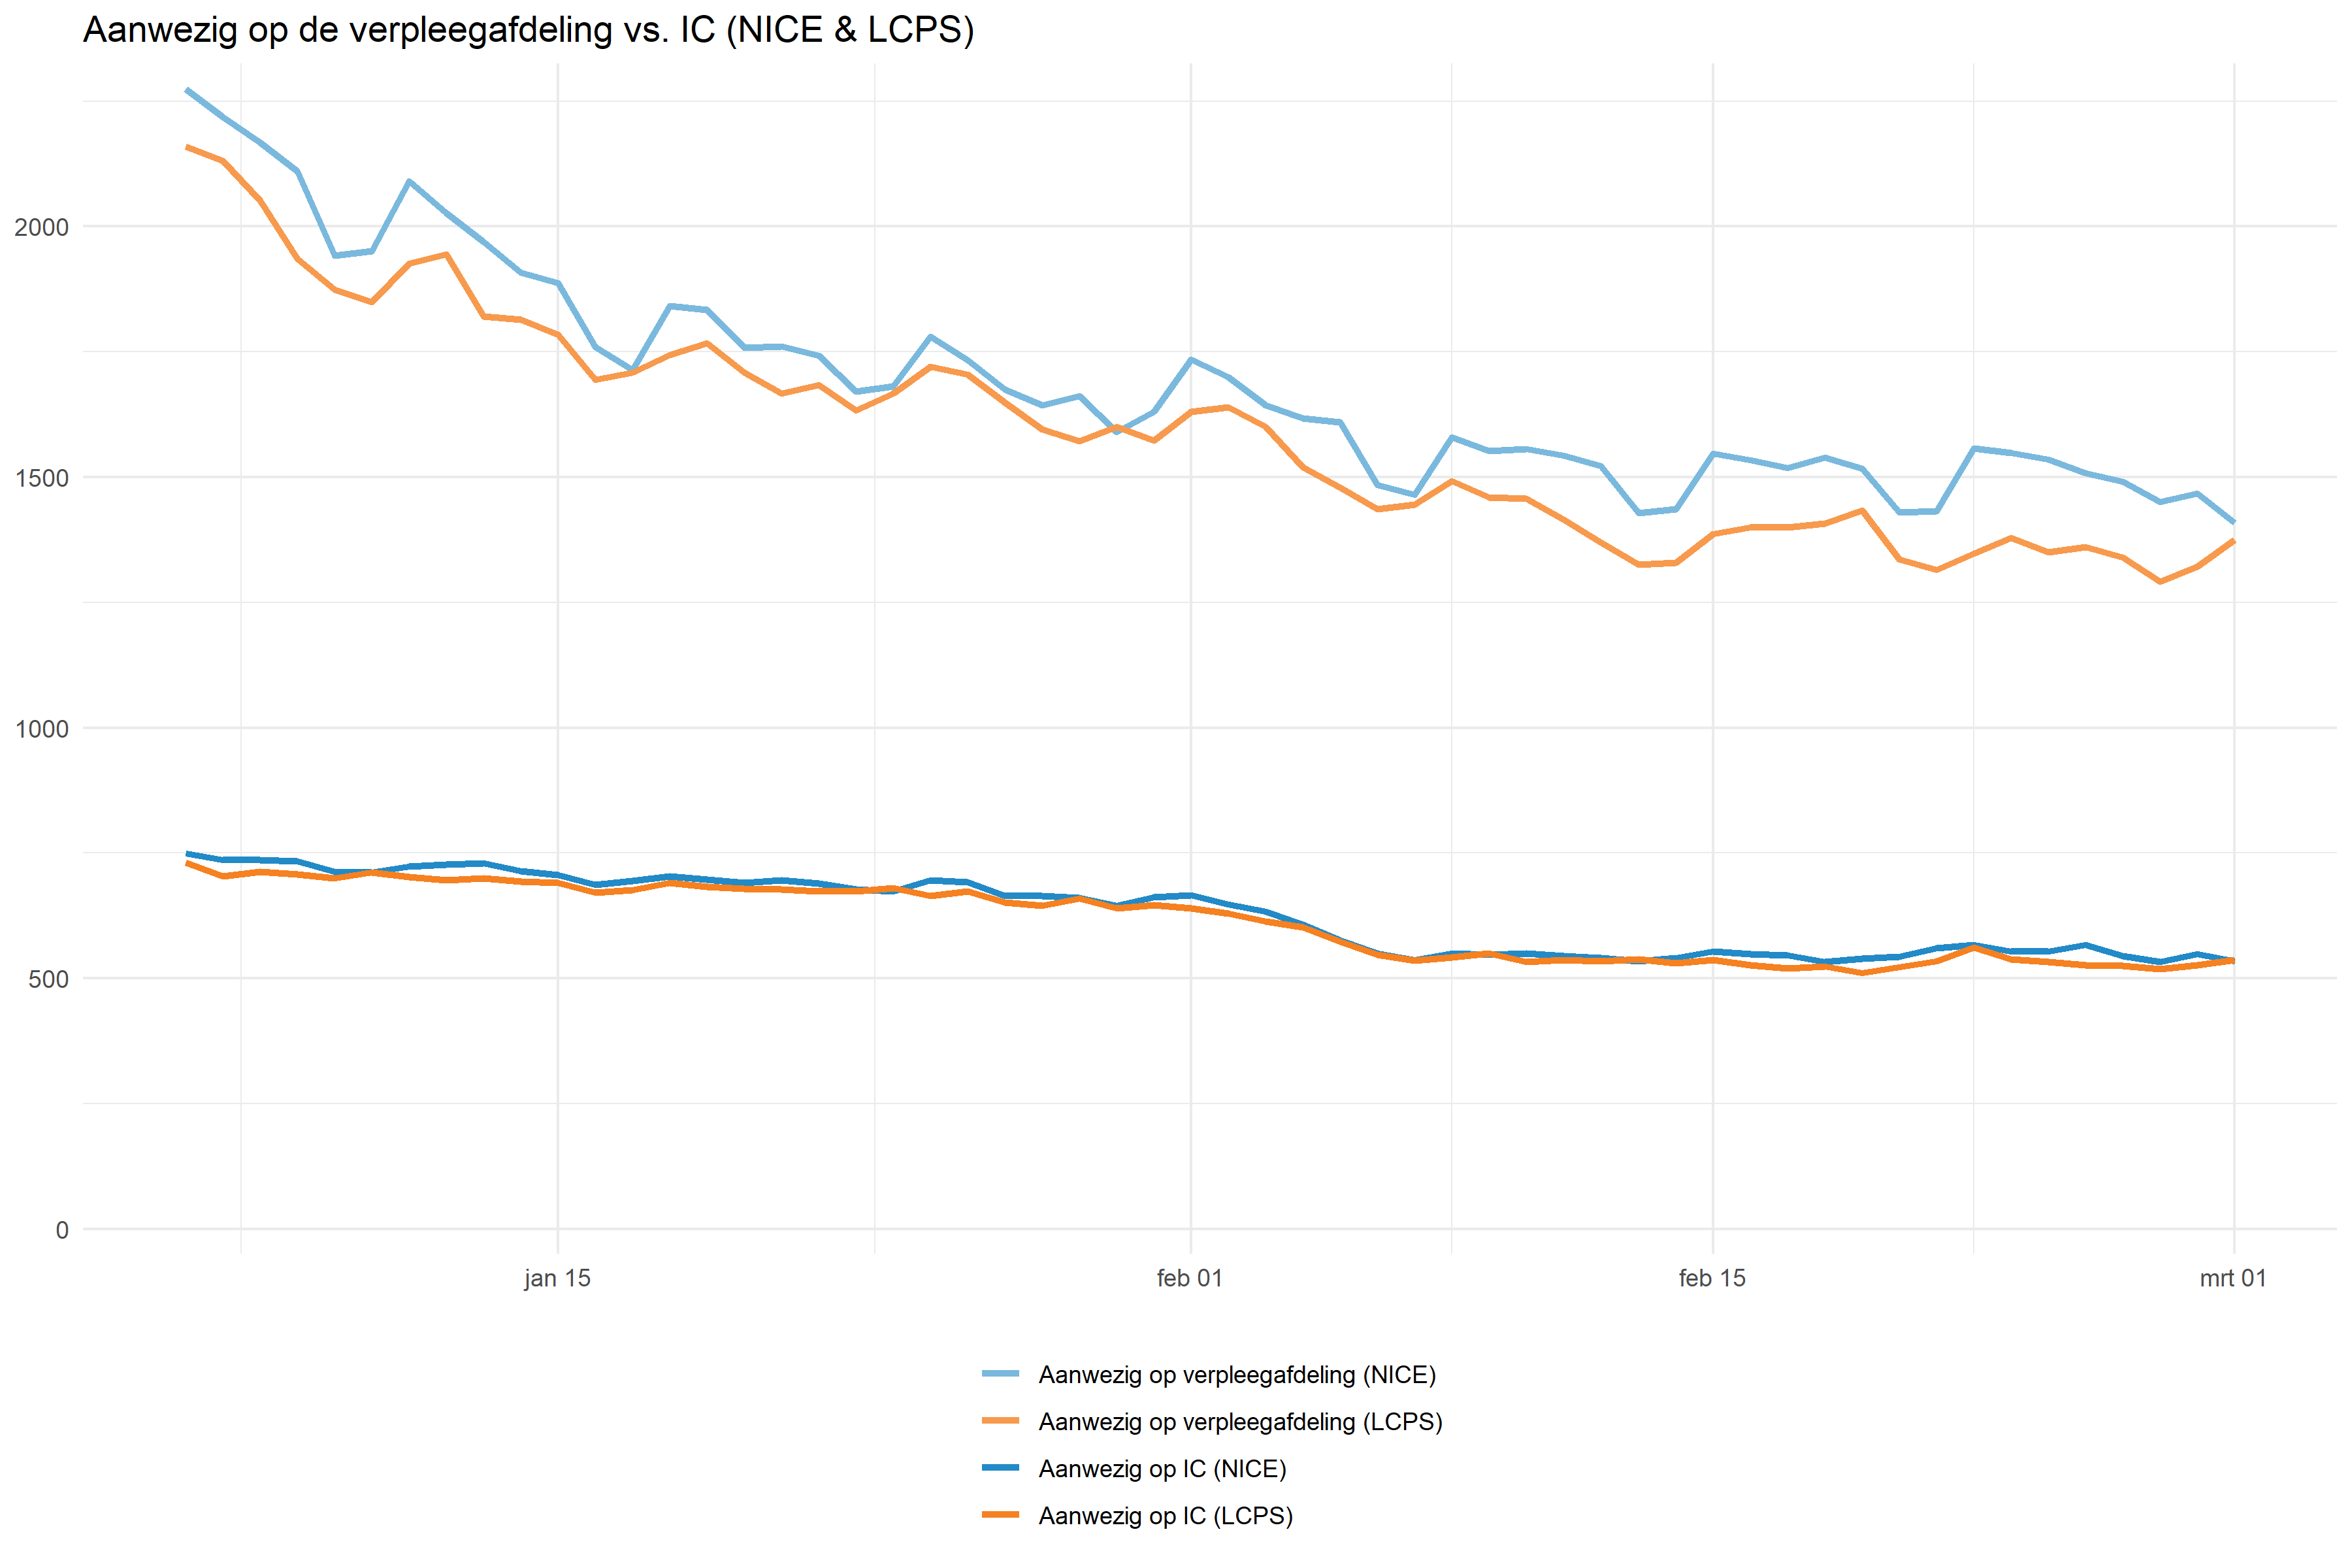 Aanwezig op de verpleegafdeling vs. IC (NICE & LCPS)
2000
1500
1000
500
0
jan 15
feb 01
feb 15
mrt 01
Aanwezig op verpleegafdeling (NICE)
Aanwezig op verpleegafdeling (LCPS)
Aanwezig op IC (NICE)
Aanwezig op IC (LCPS)